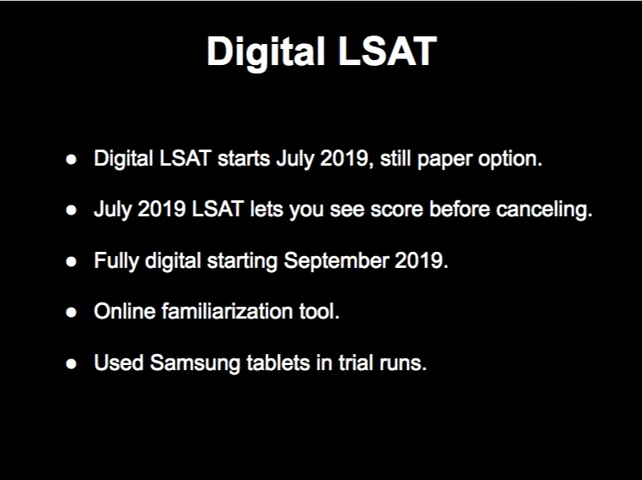 Digital LSAT
● Digital LSAT starts July 2019, still paper option.
● July 2019 LSAT lets you see score before canceling.
● Fully digital starting September 2019.
● Online familiarization tool.
● Used Samsung tablets in trial runs.